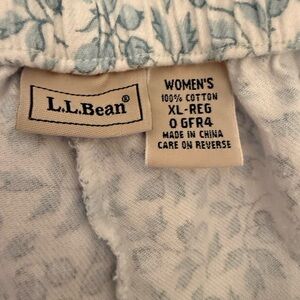 L.L.Bean®
WOMEN'S
100% COTTON
XL-REG
0 GFR4
MADE IN CHINA
CARE ON REVERSE